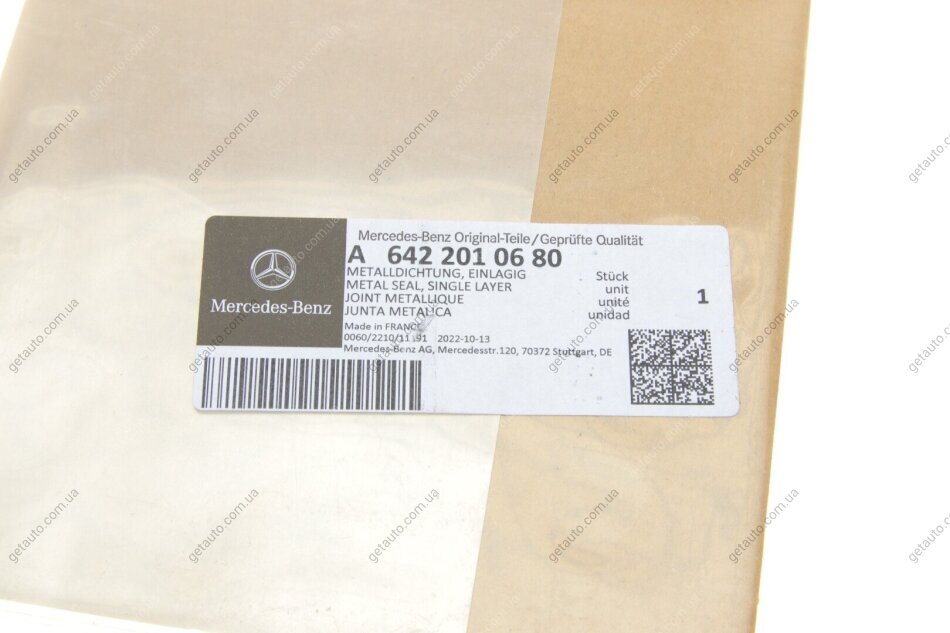 Mercedes-Benz Original-Teile/Geprüfte Qualität
A 642 201 06 80
METALLDICHTUNG, EINLAGIG
METAL SEAL, SINGLE LAYER
JOINT METALLIQUE
JUNTA METALICA
Stück
unit
unité
unidad
1
Mercedes-Benz
Made in FRANCE
2022-10-13
Mercedes-Benz AG, Mercedesstr.120, 70372 Stuttgart, DE
getauto.com.ua